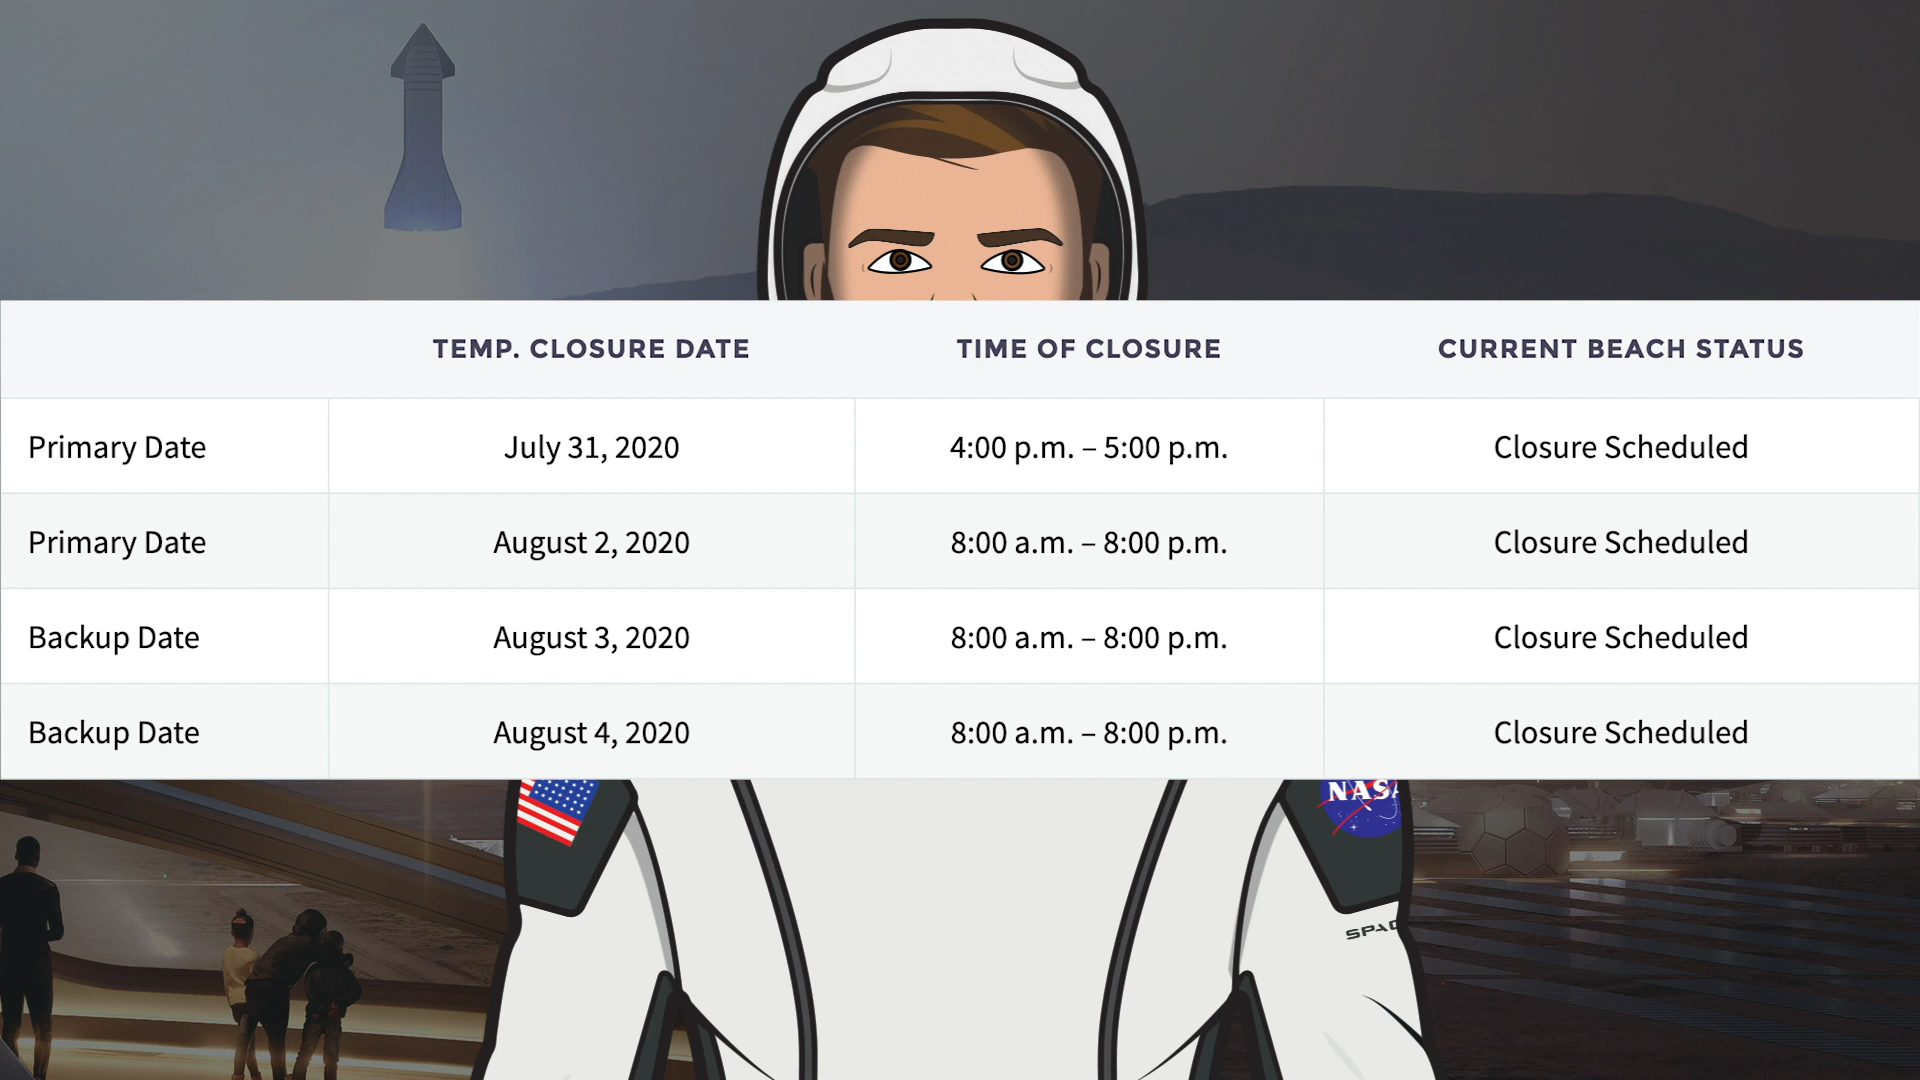 TEMP. CLOSURE DATE TIME OF CLOSURE CURRENT BEACH STATUS
Primary Date July 31, 2020 4:00 p.m. – 5:00 p.m. Closure Scheduled
Primary Date August 2, 2020 8:00 a.m. – 8:00 p.m. Closure Scheduled
Backup Date August 3, 2020 8:00 a.m. – 8:00 p.m. Closure Scheduled
Backup Date August 4, 2020 8:00 a.m. – 8:00 p.m. Closure Scheduled
NASA
SPAC